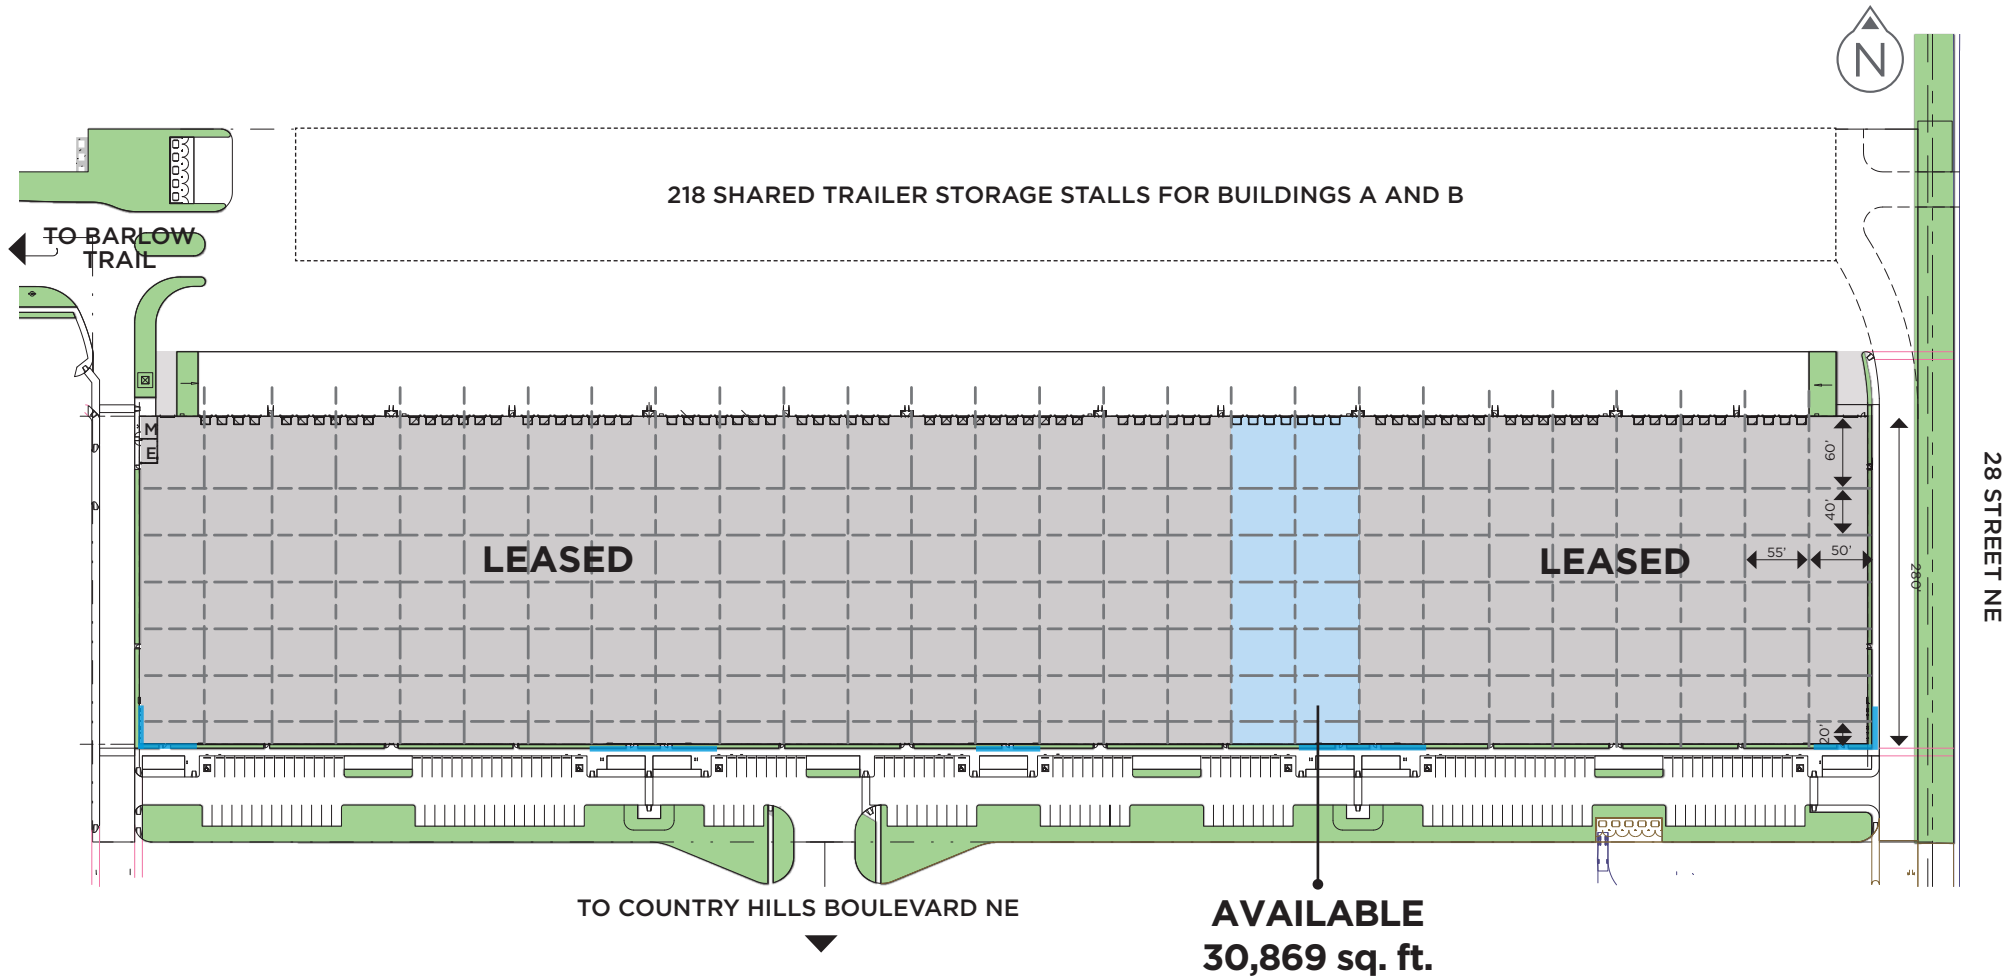 N
218 SHARED TRAILER STORAGE STALLS FOR BUILDINGS A AND B
TO BARLOW
TRAIL
M
E
60'
40'
55'
50'
280'
20'
LEASED
LEASED
28 STREET NE
TO COUNTRY HILLS BOULEVARD NE
AVAILABLE
30,869 sq. ft.